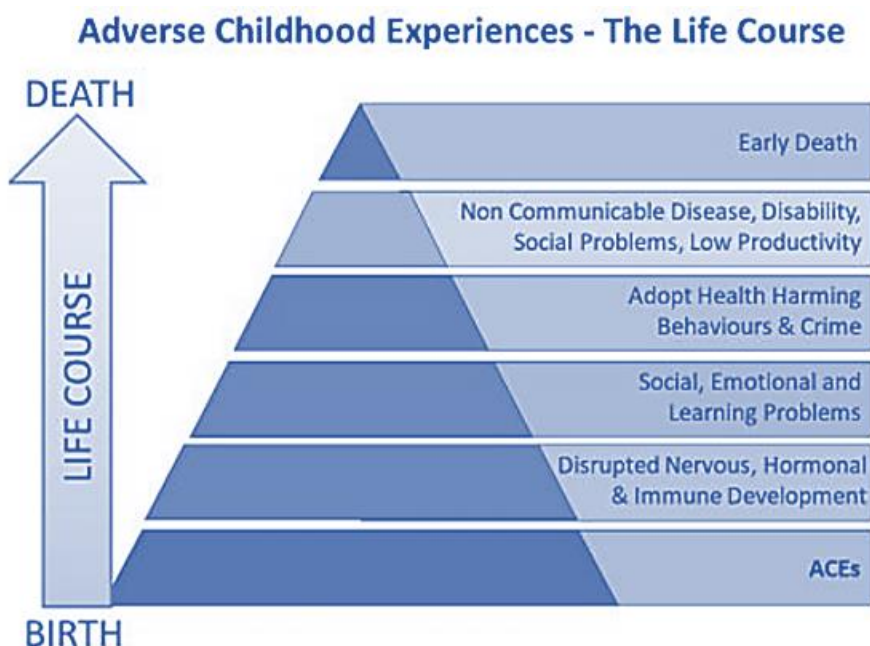 Adverse Childhood Experiences - The Life Course
DEATH
LIFE COURSE
BIRTH
Early Death
Non Communicable Disease, Disability,
Social Problems, Low Productivity
Adopt Health Harming
Behaviours & Crime
Social, Emotional and
Learning Problems
Disrupted Nervous, Hormonal
& Immune Development
ACEs